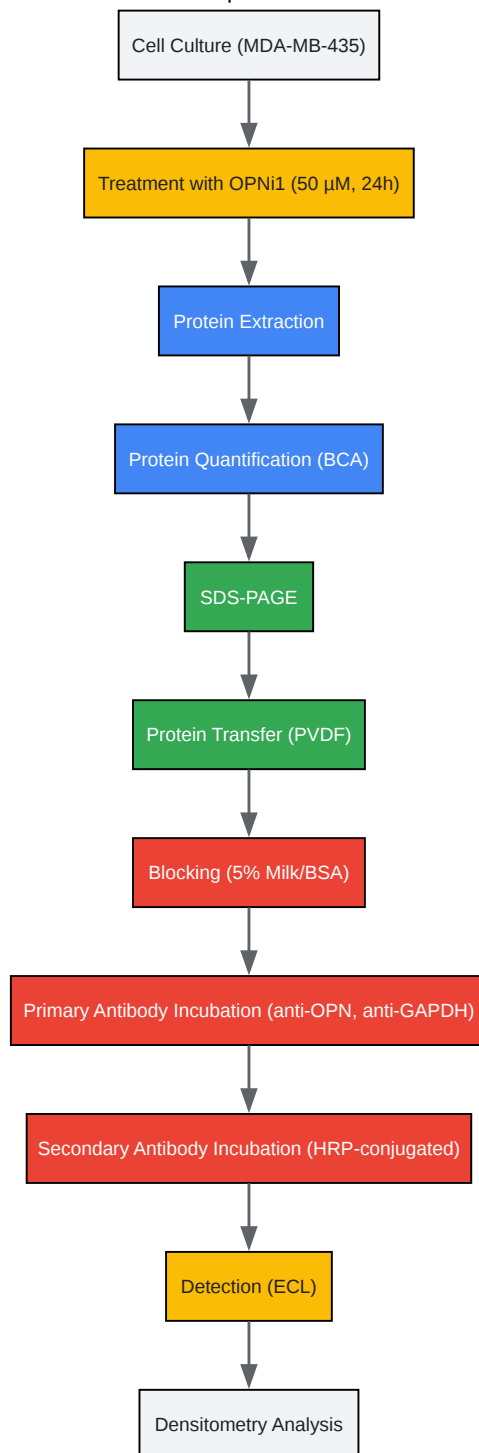 Cell Culture (MDA-MB-435)
Treatment with OPNi1 (50 µM, 24h)
Protein Extraction
Protein Quantification (BCA)
SDS-PAGE
Protein Transfer (PVDF)
Blocking (5% Milk/BSA)
Primary Antibody Incubation (anti-OPN, anti-GAPDH)
Secondary Antibody Incubation (HRP-conjugated)
Detection (ECL)
Densitometry Analysis